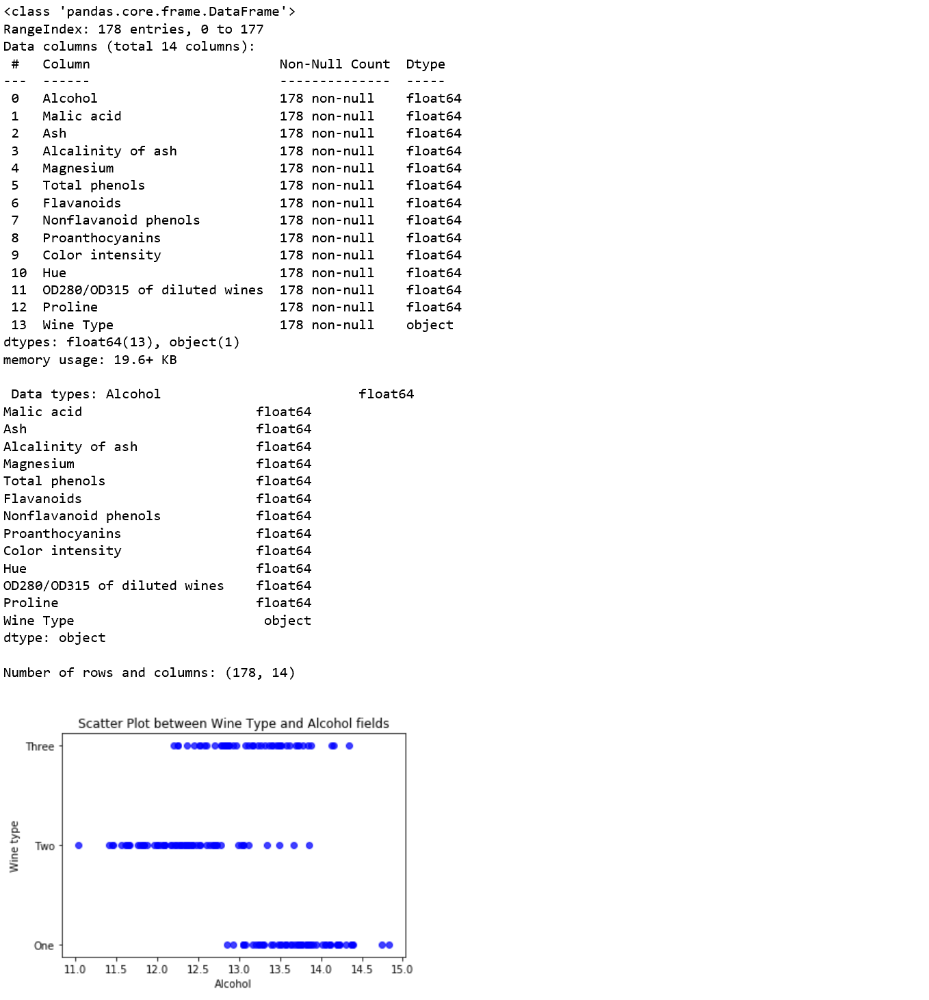 <class 'pandas.core.frame.DataFrame'>
RangeIndex: 178 entries, 0 to 177
Data columns (total 14 columns):
 #   Column                        Non-Null Count  Dtype
---  ------                        --------------  -----
 0   Alcohol                       178 non-null    float64
 1   Malic acid                    178 non-null    float64
 2   Ash                           178 non-null    float64
 3   Alcalinity of ash             178 non-null    float64
 4   Magnesium                     178 non-null    float64
 5   Total phenols                 178 non-null    float64
 6   Flavanoids                    178 non-null    float64
 7   Nonflavanoid phenols          178 non-null    float64
 8   Proanthocyanins               178 non-null    float64
 9   Color intensity               178 non-null    float64
 10  Hue                           178 non-null    float64
 11  OD280/OD315 of diluted wines  178 non-null    float64
 12  Proline                       178 non-null    float64
 13  Wine Type                     178 non-null    object
dtypes: float64(13), object(1)
memory usage: 19.6+ KB
 Data types: Alcohol                         float64
Malic acid                      float64
Ash                             float64
Alcalinity of ash               float64
Magnesium                       float64
Total phenols                   float64
Flavanoids                      float64
Nonflavanoid phenols            float64
Proanthocyanins                 float64
Color intensity                 float64
Hue                             float64
OD280/OD315 of diluted wines    float64
Proline                         float64
Wine Type                        object
dtype: object
Number of rows and columns: (178, 14)
Scatter Plot between Wine Type and Alcohol fields
Three
Two
One
Wine type
11.0 11.5 12.0 12.5 13.0 13.5 14.0 14.5 15.0
Alcohol